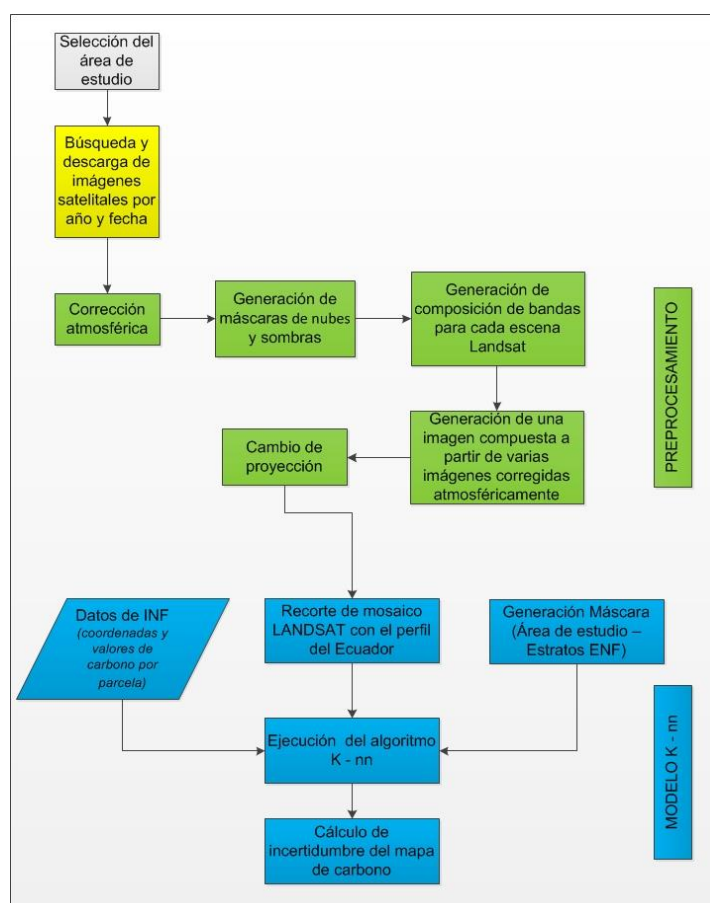 Selección del
área de
estudio
Búsqueda y
descarga de
imágenes
satelitales por
año y fecha
Corrección
atmosférica
Generación de
máscaras de nubes
y sombras
Generación de
composición de bandas
para cada escena
Landsat
PREPROCESAMIENTO
Generación de una
imagen compuesta a
partir de varias
imágenes corregidas
atmosféricamente
Cambio de
proyección
Datos de INF
(coordenadas y
valores de
carbono por
parcela)
Recorte de mosaico
LANDSAT con el perfil
del Ecuador
Generación Máscara
(Área de estudio –
Estratos ENF)
Ejecución del algoritmo
K - nn
MODELO K - nn
Cálculo de
incertidumbre del mapa
de carbono